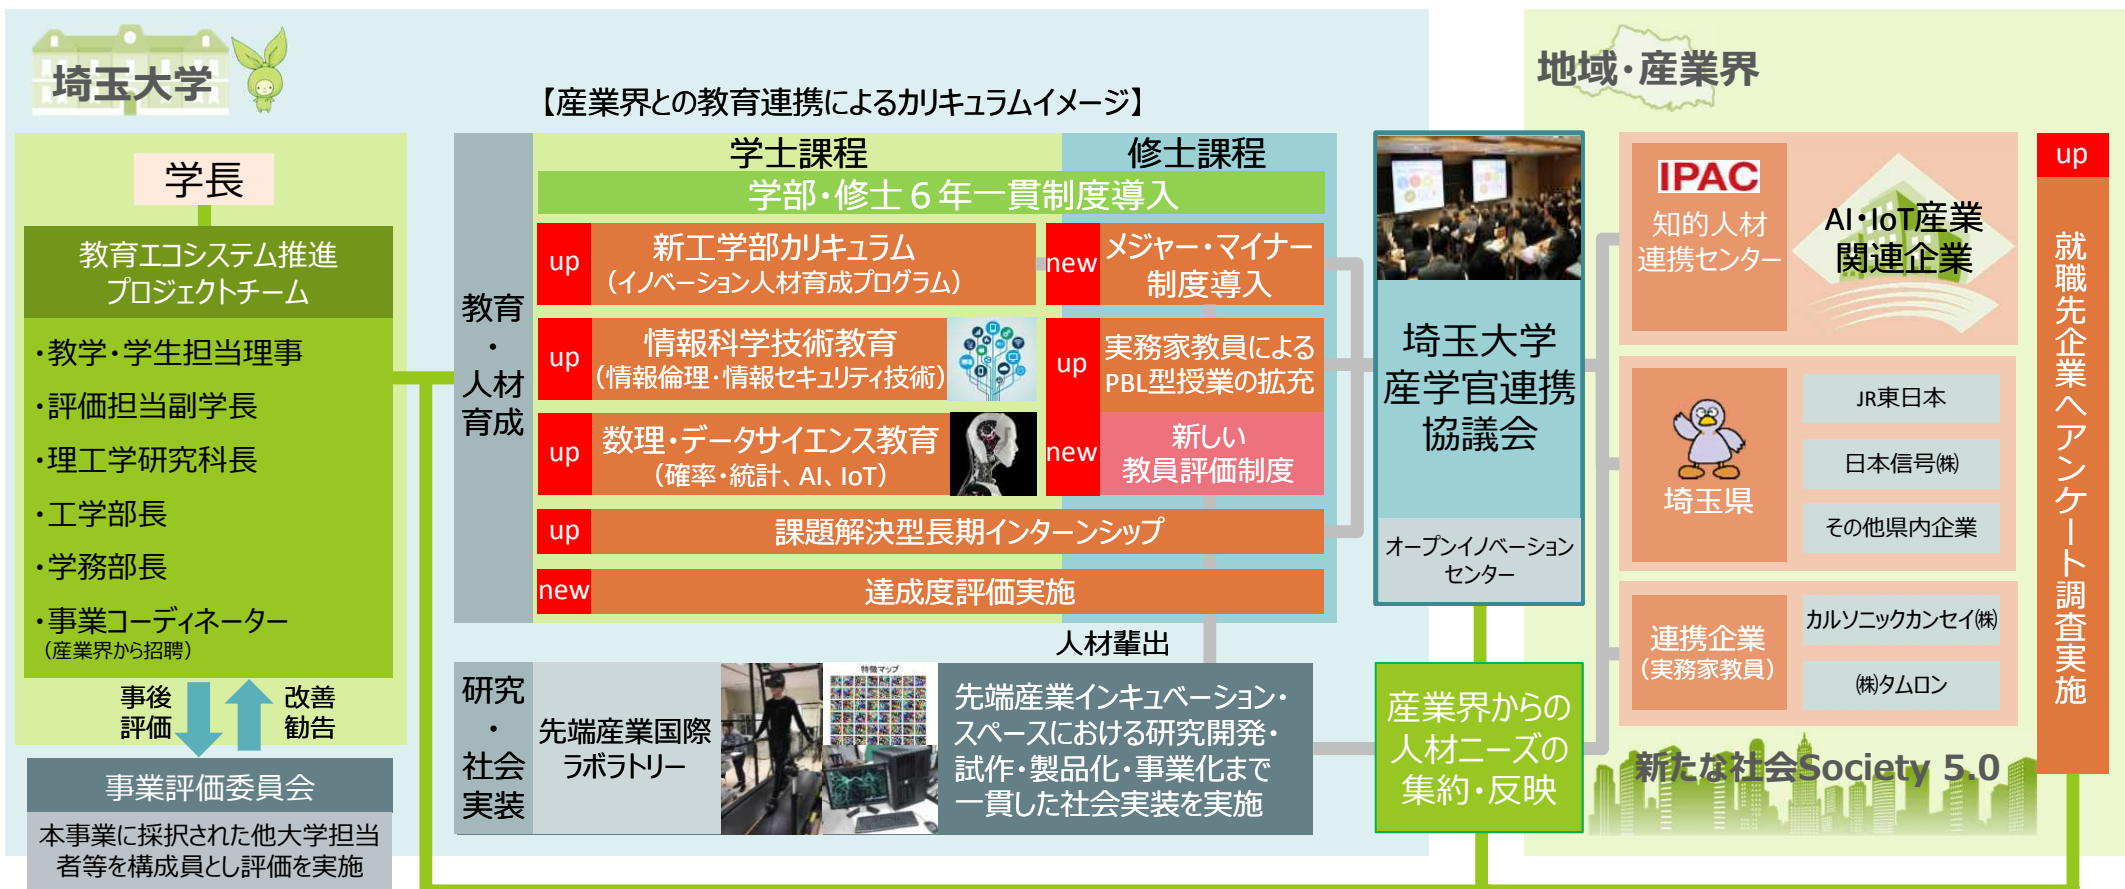 埼玉大学
学長
教育エコシステム推進
プロジェクトチーム
・教学・学生担当理事
・評価担当副学長
・理工学研究科長
・工学部長
・学務部長
・事業コーディネーター
（産業界から招聘）
事後
評価
改善
勧告
事業評価委員会
本事業に採択された他大学担当
者等を構成員とし評価を実施
【産業界との教育連携によるカリキュラムイメージ】
教育
・
人材
育成
学士課程
修士課程
学部・修士６年一貫制度導入
up
新工学部カリキュラム
（イノベーション人材育成プログラム）
new
メジャー・マイナー
制度導入
up
情報科学技術教育
（情報倫理・情報セキュリティ技術）
up
実務家教員による
PBL型授業の拡充
up
数理・データサイエンス教育
（確率・統計、AI、IoT）
new
新しい
教員評価制度
up
課題解決型長期インターンシップ
new
達成度評価実施
人材輩出
研究
・
社会
実装
先端産業国際
ラボラトリー
特徴マップ
先端産業インキュベーション・
スペースにおける研究開発・
試作・製品化・事業化まで
一貫した社会実装を実施
埼玉大学
産学官連携
協議会
オープンイノベーション
センター
産業界からの
人材ニーズの
集約・反映
地域・産業界
IPAC
知的人材
連携センター
AI・IoT産業
関連企業
埼玉県
JR東日本
日本信号㈱
その他県内企業
連携企業
（実務家教員）
カルソニックカンセイ㈱
㈱タムロン
新たな社会Society 5.0
up
就職先企業へアンケート調査実施